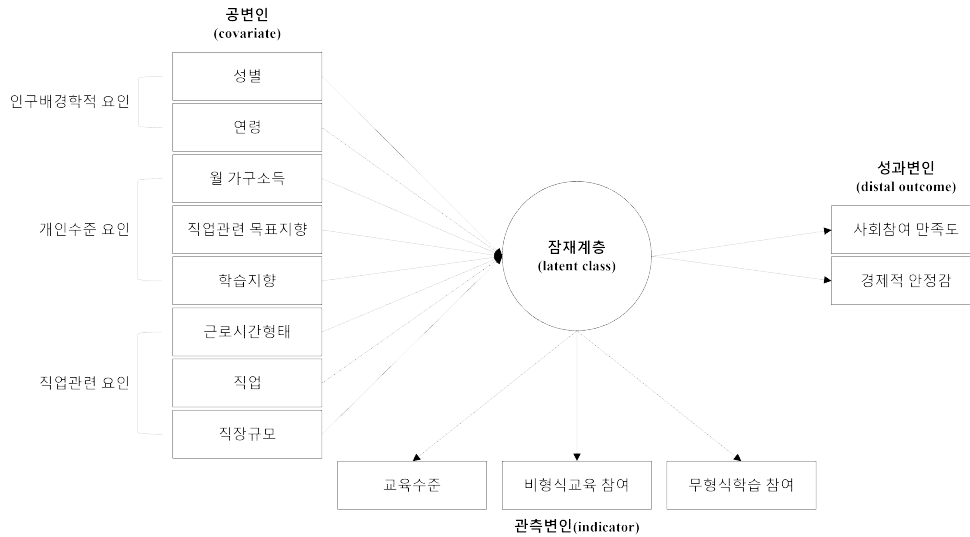 공변인
(covariate)
성별
인구배경학적 요인
연령
월 가구소득
개인수준 요인
직업관련 목표지향
학습지향
근로시간형태
직업관련 요인
직업
직장규모
잠재계층
(latent class)
성과변인
(distal outcome)
사회참여 만족도
경제적 안정감
교육수준
비형식교육 참여
무형식학습 참여
관측변인(indicator)